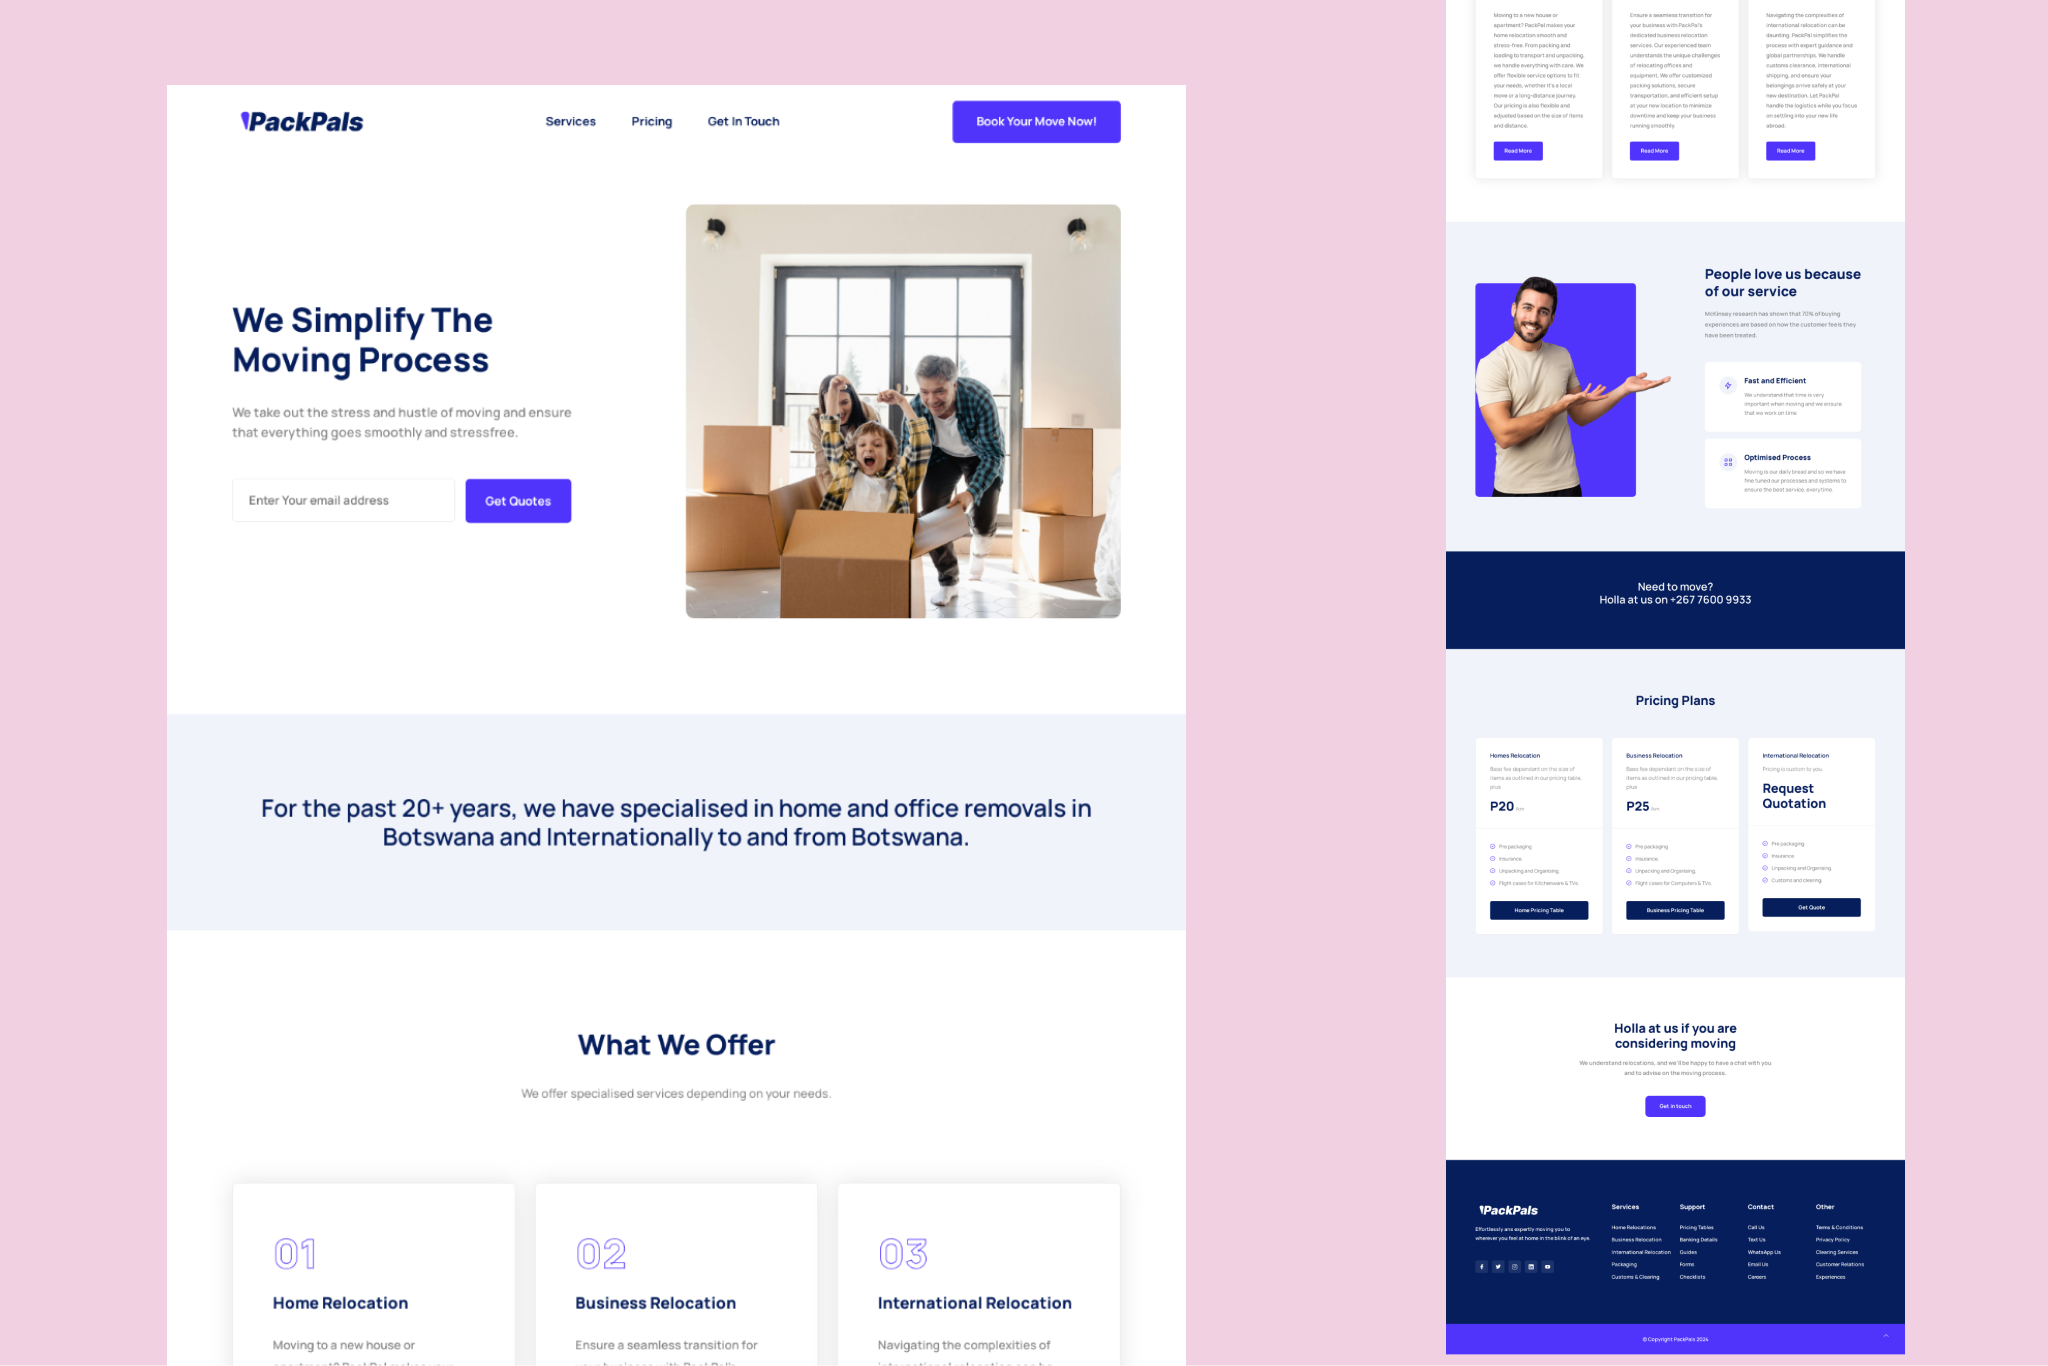 PackPals
Services
Pricing
Get In Touch
Book Your Move Now!
We Simplify The
Moving Process
We take out the stress and hustle of moving and ensure
that everything goes smoothly and stressfree.
Enter Your email address
Get Quotes
For the past 20+ years, we have specialised in home and office removals in
Botswana and Internationally to and from Botswana.
What We Offer
We offer specialised services depending on your needs.
01
Home Relocation
Moving to a new house or
02
Business Relocation
Ensure a seamless transition for
03
International Relocation
Navigating the complexities of
Moving to a new house or
apartment? PackPal makes your
home relocation smooth and
stress-free. From packing and
loading to transport and unpacking,
we handle everything with care. We
offer flexible service options to fit
your needs, whether it's a local
move or a long-distance journey.
Our pricing is also flexible and
adjusted based on the size of items
and distance.
Read More
Ensure a seamless transition for
your business with PackPal's
dedicated business relocation
services. Our experienced team
understands the unique challenges
of relocating offices and
equipment. We offer customized
packing solutions, secure
transportation, and efficient setup
at your new location to minimize
downtime and keep your business
running smoothly
Read More
Navigating the complexities of
international relocation can be
daunting. PackPal simplifies the
process with expert guidance and
global partnerships. We handle
customs clearance, international
shipping, and ensure your
belongings arrive safely at your
new destination. Let PackPal
handle the logistics while you focus
on settling into your new life
abroad.
Read More
People love us because
of our service
McKinsey research has shown that 70% of buying
experiences are based on how the customer feels they
have been treated.
Fast and Efficient
We understand that time is very
important when moving and we ensure
that we work on time
Optimised Process
Moving is our daily bread and so we have
fine tuned our processes and systems to
ensure the best service, everytime.
Need to move?
Holla at us on +267 7600 9933
Pricing Plans
Homes Relocation
Base fee dependant on the size of
items as outlined in our pricing table,
plus
P20
Pre packaging
Insurance.
Unpacking and Organising.
Flight cases for Kitchenware & TVs.
Home Pricing Table
Business Relocation
Base fee dependant on the size of
items as outlined in our pricing table,
plus
P25
Pre packaging
Insurance.
Unpacking and Organising.
Flight cases for Computers & TVs.
Business Pricing Table
International Relocation
Pricing is custom to you.
Request
Quotation
Pre packaging
Insurance
Unpacking and Organising.
Customs and clearing.
Get Quote
Holla at us if you are
considering moving
We understand relocations, and we'll be happy to have a chat with you
and to advise on the moving process.
Get in touch
PackPals
Effortlessly ans expertly moving you to
wherever you feel at home in the blink of an eye.
Services
Home Relocations
Business Relocation
International Relocation
Packaging
Customs & Clearing
Support
Pricing Tables
Banking Details
Guides
Forms
Checklists
Contact
Call Us
Text Us
WhatsApp Us
Email Us
Careers
Other
Terms & Conditions
Privacy Policy
Clearing Services
Customer Relations
Experiences
© Copyright PackPals 2024